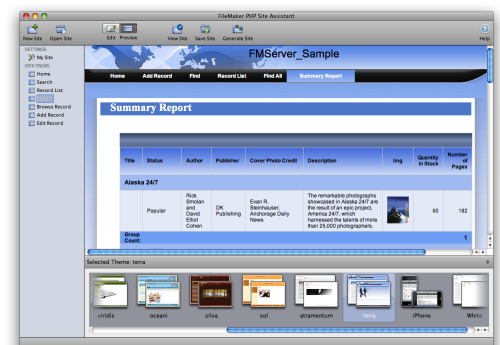 FileMaker PHP Site Assistant
New Site Open Site Edit Preview View Site Save Site Generate Site Help
SETTINGS
My Site
SITE PAGES
Home
Search
Record List
Browse Record
Add Record
Edit Record
FMServer_Sample
Home Add Record Find Record List Find All Summary Report
Summary Report
Title Status Author Publisher Cover Photo Credit Description Img Quantity in Stock Number of Pages
Alaska 24/7
Popular
Rick Smolan and David Elliot Cohen
DK Publishing
Evan R. Steinhauser, Anchorage Daily News
The remarkable photographs
showcased in Alaska 24/7 are
the result of an epic project,
America 24/7, which
harnessed the talents of more
than 25,000 photographers.
50 192
Group Count: 1
Selected Theme: terra
viridis oceani silva sol atramentum terra iPhone White